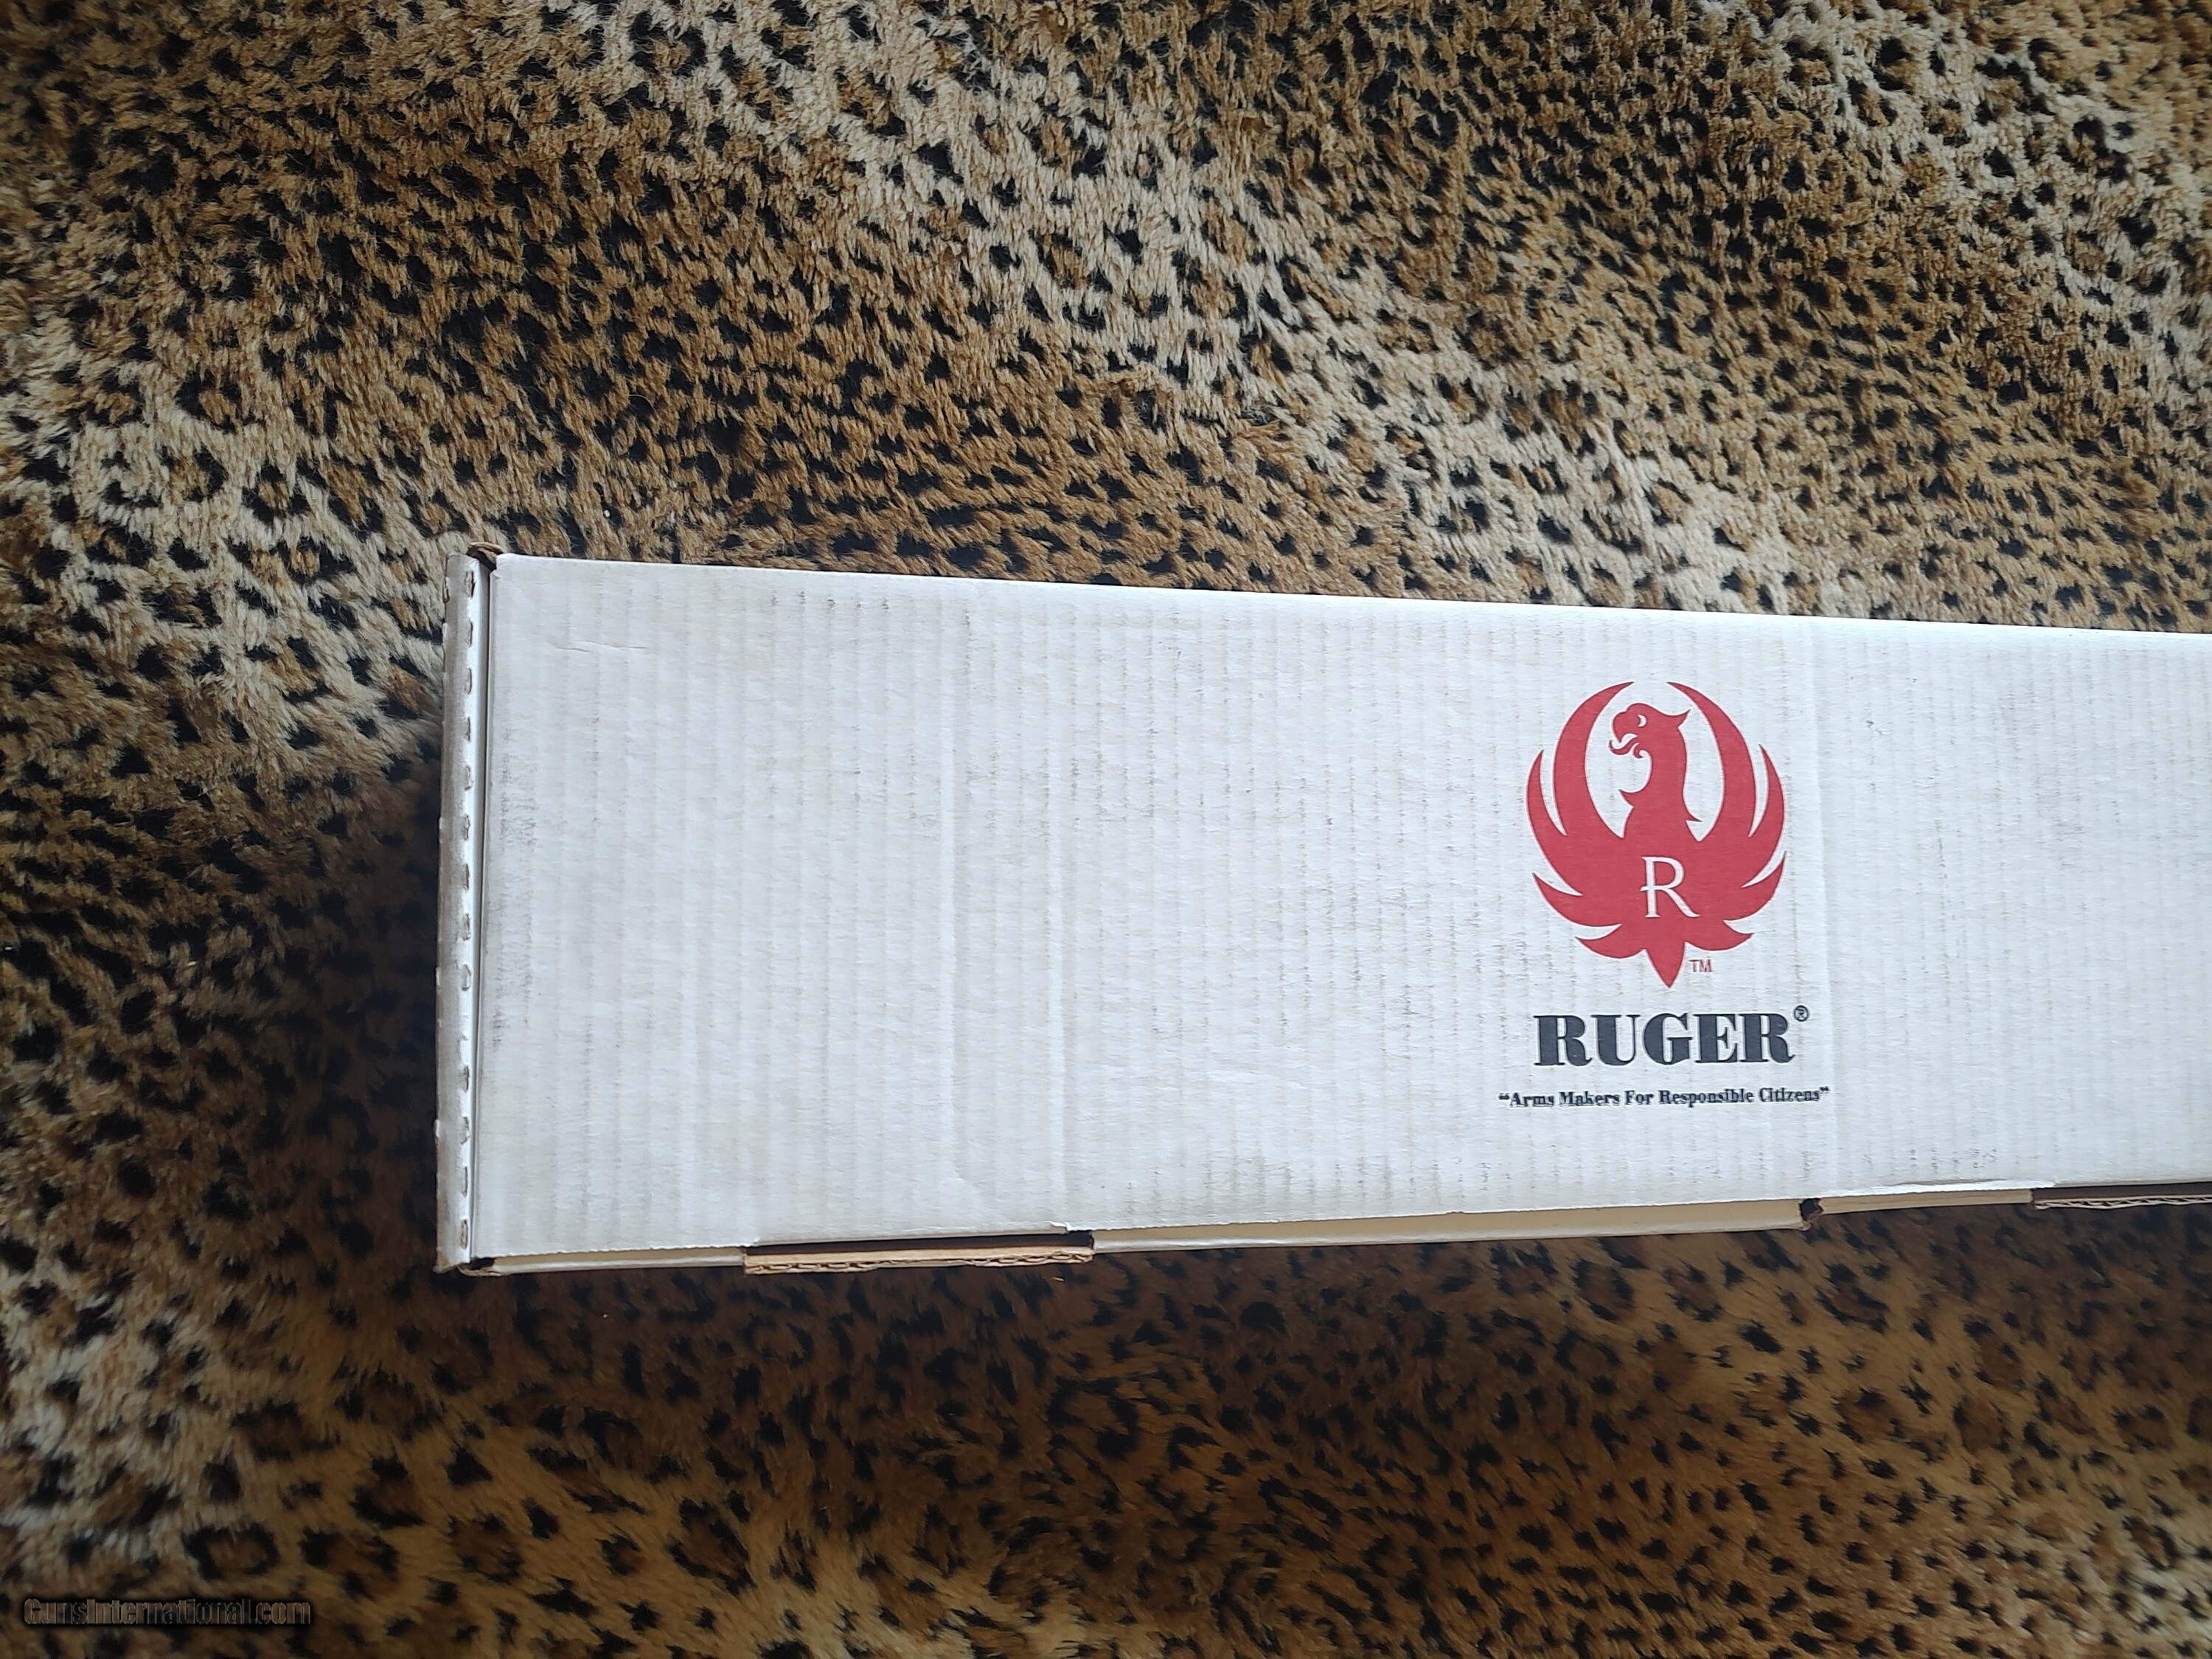 R
TM
RUGER®
“Arms Makers For Responsible Citizens”
GunsInternational.com